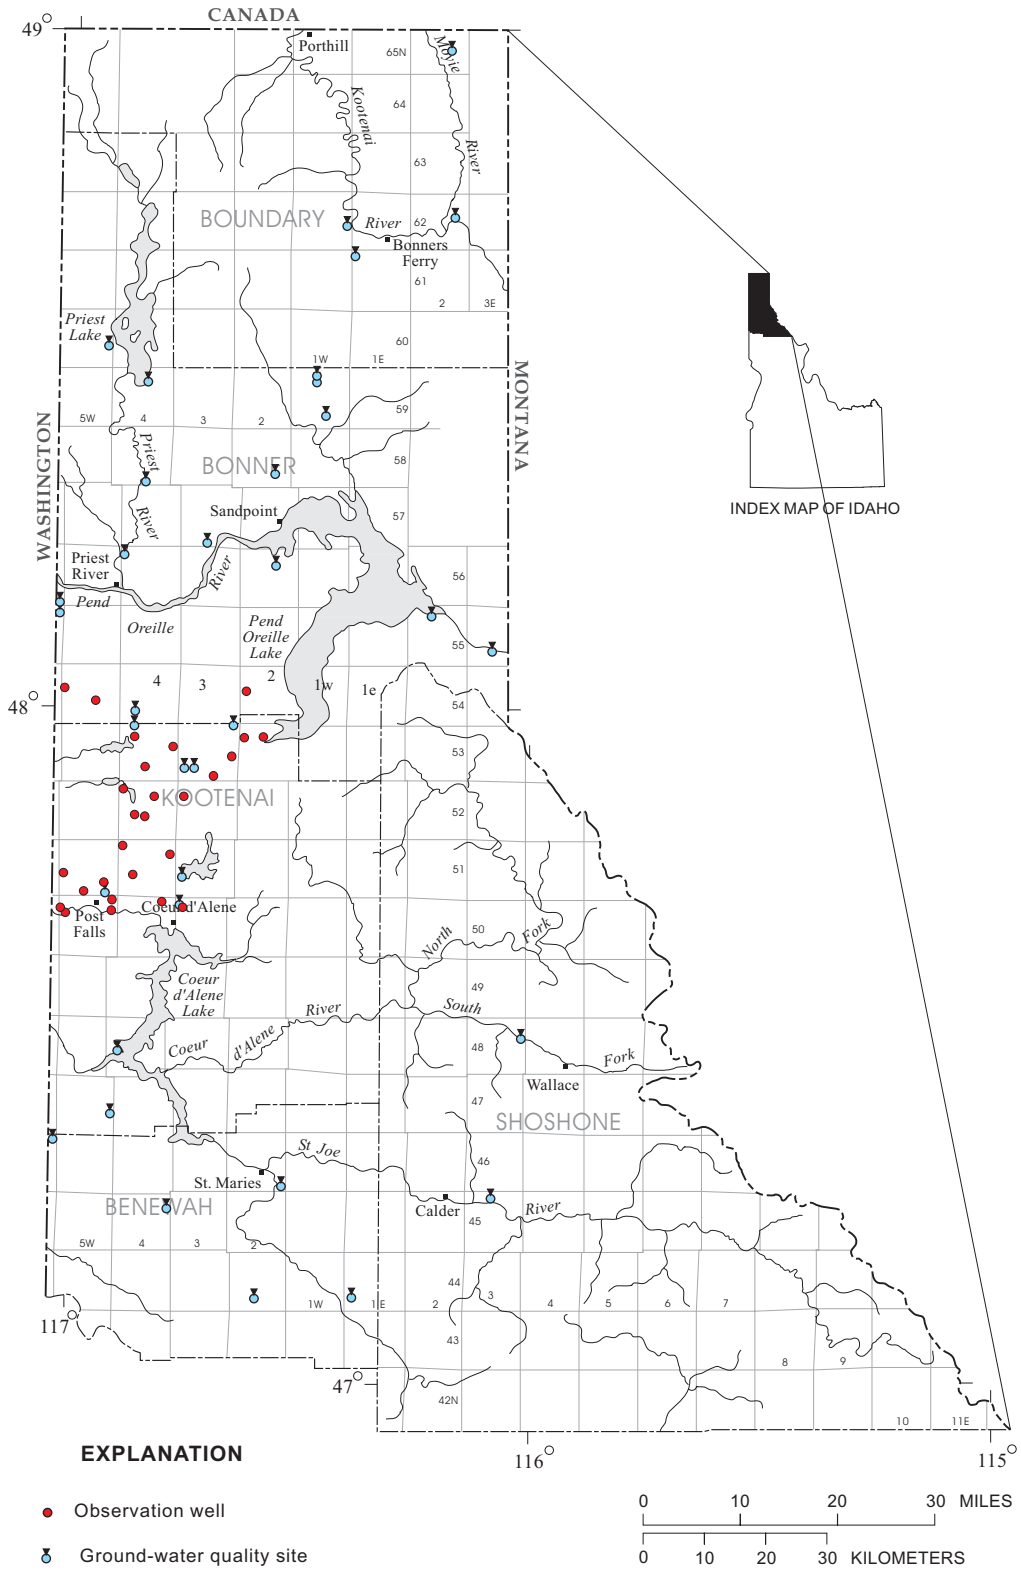 CANADA
49°
Porthill
65N
Moyie
64
Kootenai
63
River
BOUNDARY
River
62
Bonners
Ferry
61
2
3E
Priest
Lake
60
1W
1E
MONTANA
WASHINGTON
5W
4
3
2
59
Priest
BONNER
58
INDEX MAP OF IDAHO
Sandpoint
57
River
Priest
River
River
56
Pend
Oreille
Pend
Oreille
Lake
55
4
3
2
1w
1e
48°
54
53
KOOTENAI
52
51
Coeur d'Alene
Post
Falls
50
North
Fork
Coeur
d'Alene
Lake
49
River
South
Coeur
d'Alene
48
Fork
Wallace
47
SHOSHONE
St Joe
46
St. Maries
Calder
River
45
BENEWAH
5W
4
3
2
44
1W
1E
2
3
4
5
6
7
117°
43
8
9
47°
42N
10
11E
116°
115°
EXPLANATION
Observation well
Ground-water quality site
0 10 20 30 MILES
0 10 20 30 KILOMETERS